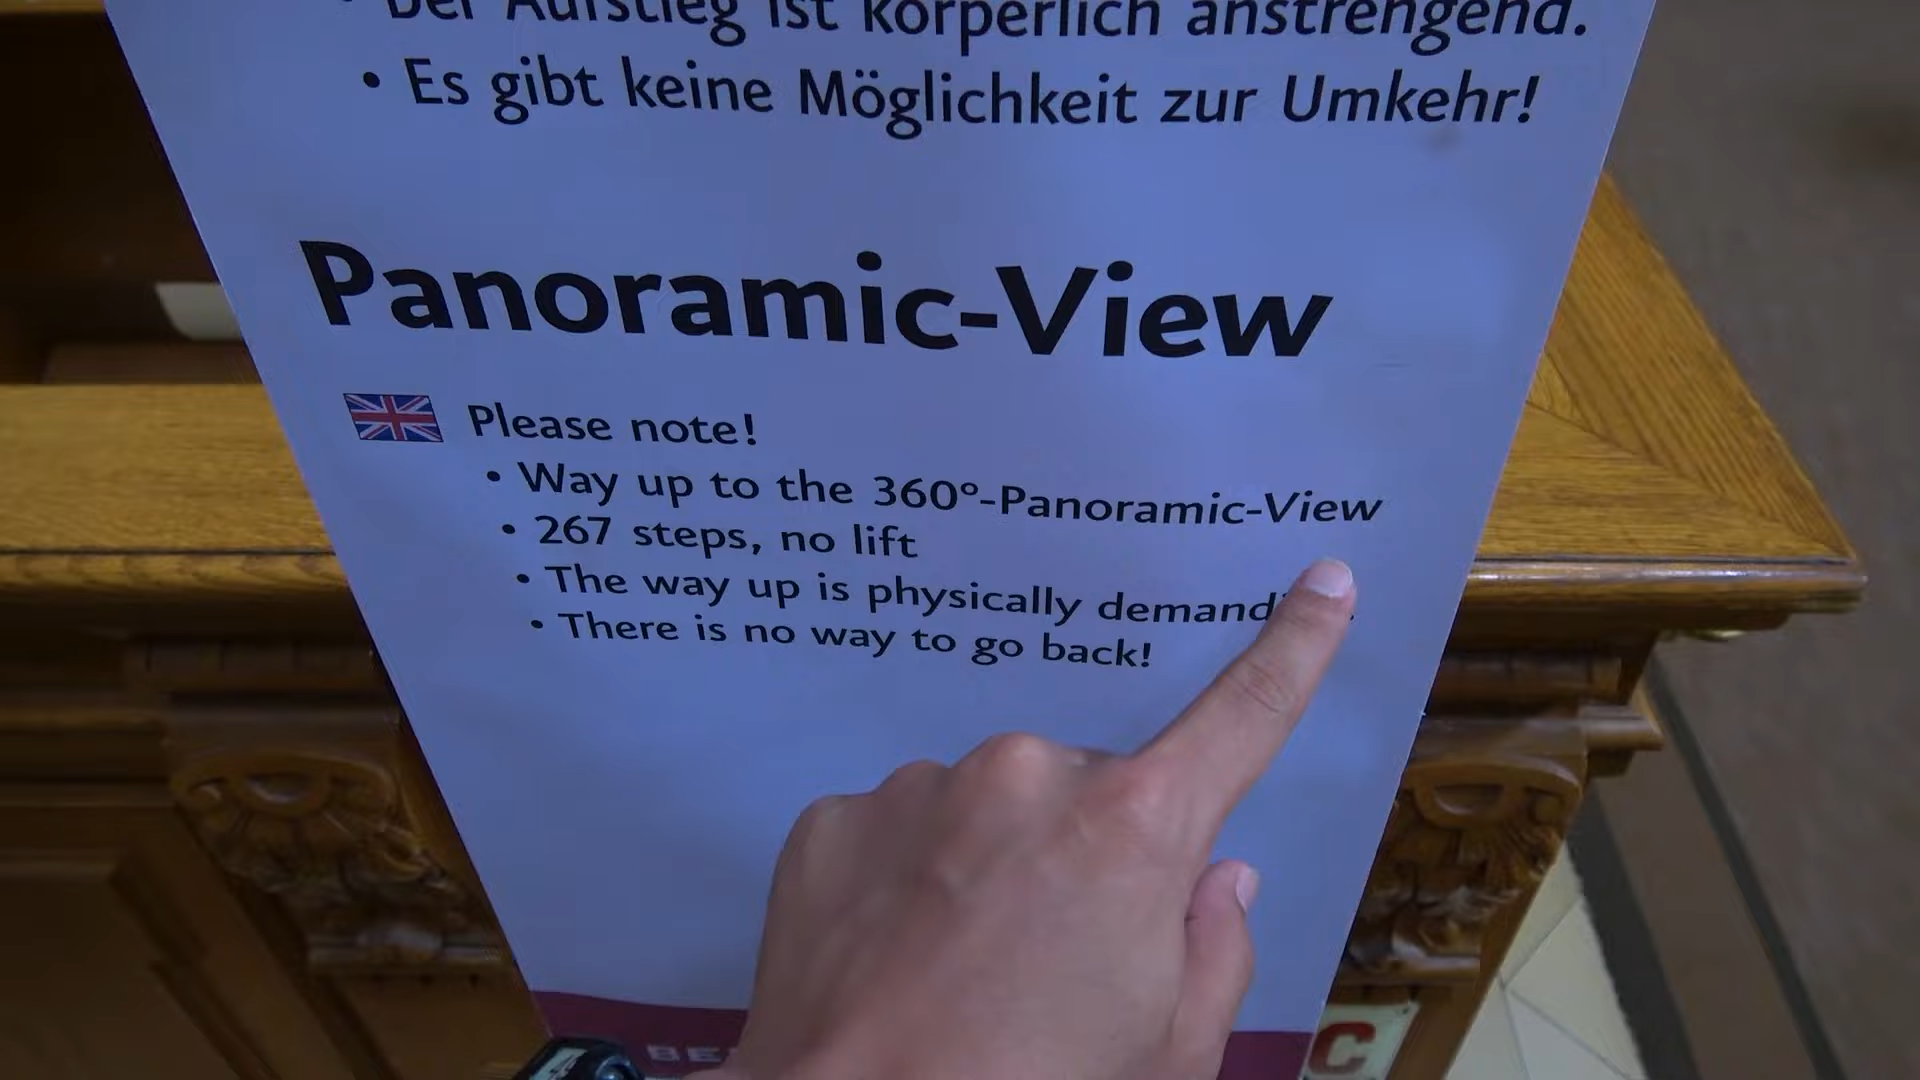 • Der Aufstieg ist körperlich anstrengend.
• Es gibt keine Möglichkeit zur Umkehr!
Panoramic-View
Please note!
• Way up to the 360°-Panoramic-View
• 267 steps, no lift
• The way up is physically demand
• There is no way to go back!
BE
C